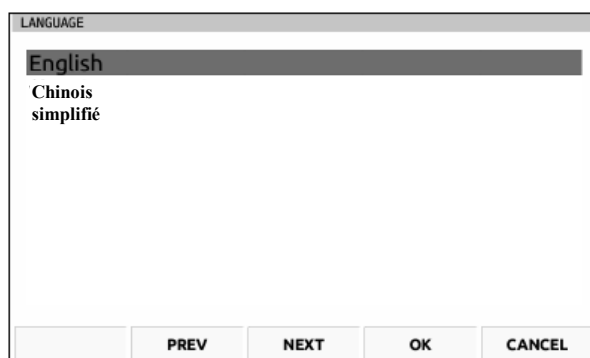 LANGUAGE
English
Chinois
simplifié
PREV NEXT OK CANCEL